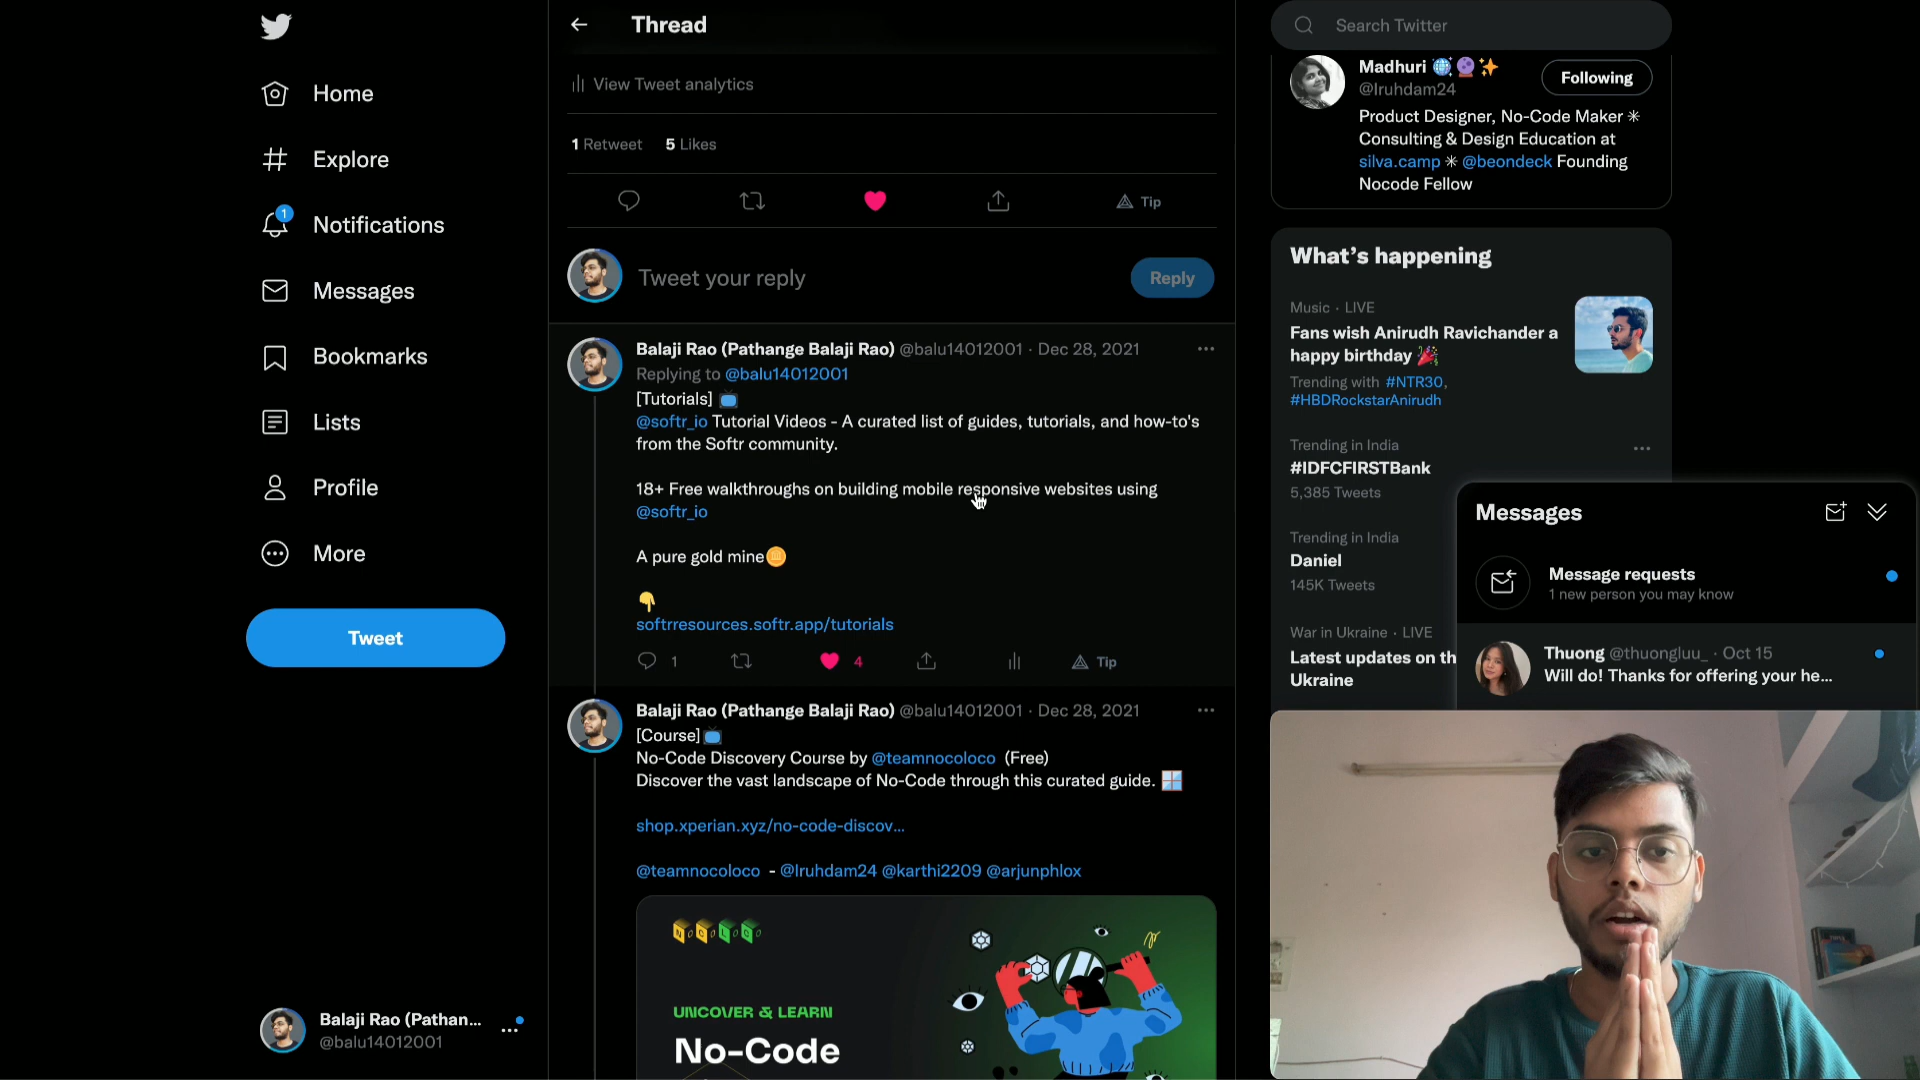 Home
Explore
1
Notifications
Messages
Bookmarks
Lists
Profile
More
Tweet
Balaji Rao (Pathan...
@balu14012001
Thread
View Tweet analytics
1 Retweet 5 Likes
Tip
Tweet your reply
Reply
Balaji Rao (Pathange Balaji Rao) @balu14012001 · Dec 28, 2021
Replying to @balu14012001
[Tutorials]
@softr_io Tutorial Videos - A curated list of guides, tutorials, and how-to's
from the Softr community.
18+ Free walkthroughs on building mobile responsive websites using
@softr_io
A pure gold mine
softrresources.softr.app/tutorials
1
4
Tip
Balaji Rao (Pathange Balaji Rao) @balu14012001 · Dec 28, 2021
[Course]
No-Code Discovery Course by @teamnocoloco (Free)
Discover the vast landscape of No-Code through this curated guide.
shop.xperian.xyz/no-code-discov...
@teamnocoloco - @lruhdam24 @karthi2209 @arjunphlox
UNCOVER & LEARN
No-Code
Search Twitter
Madhuri
@lruhdam24
Following
Product Designer, No-Code Maker ✳
Consulting & Design Education at
silva.camp ✳ @beondeck Founding
Nocode Fellow
What's happening
Music · LIVE
Fans wish Anirudh Ravichander a
happy birthday
Trending with #NTR30,
#HBDRockstarAnirudh
Trending in India
#IDFCFIRSTBank
5,385 Tweets
Trending in India
Daniel
145K Tweets
War in Ukraine · LIVE
Latest updates on th
Ukraine
Messages
Message requests
1 new person you may know
Thuong @thuongluu_ · Oct 15
Will do! Thanks for offering your he...